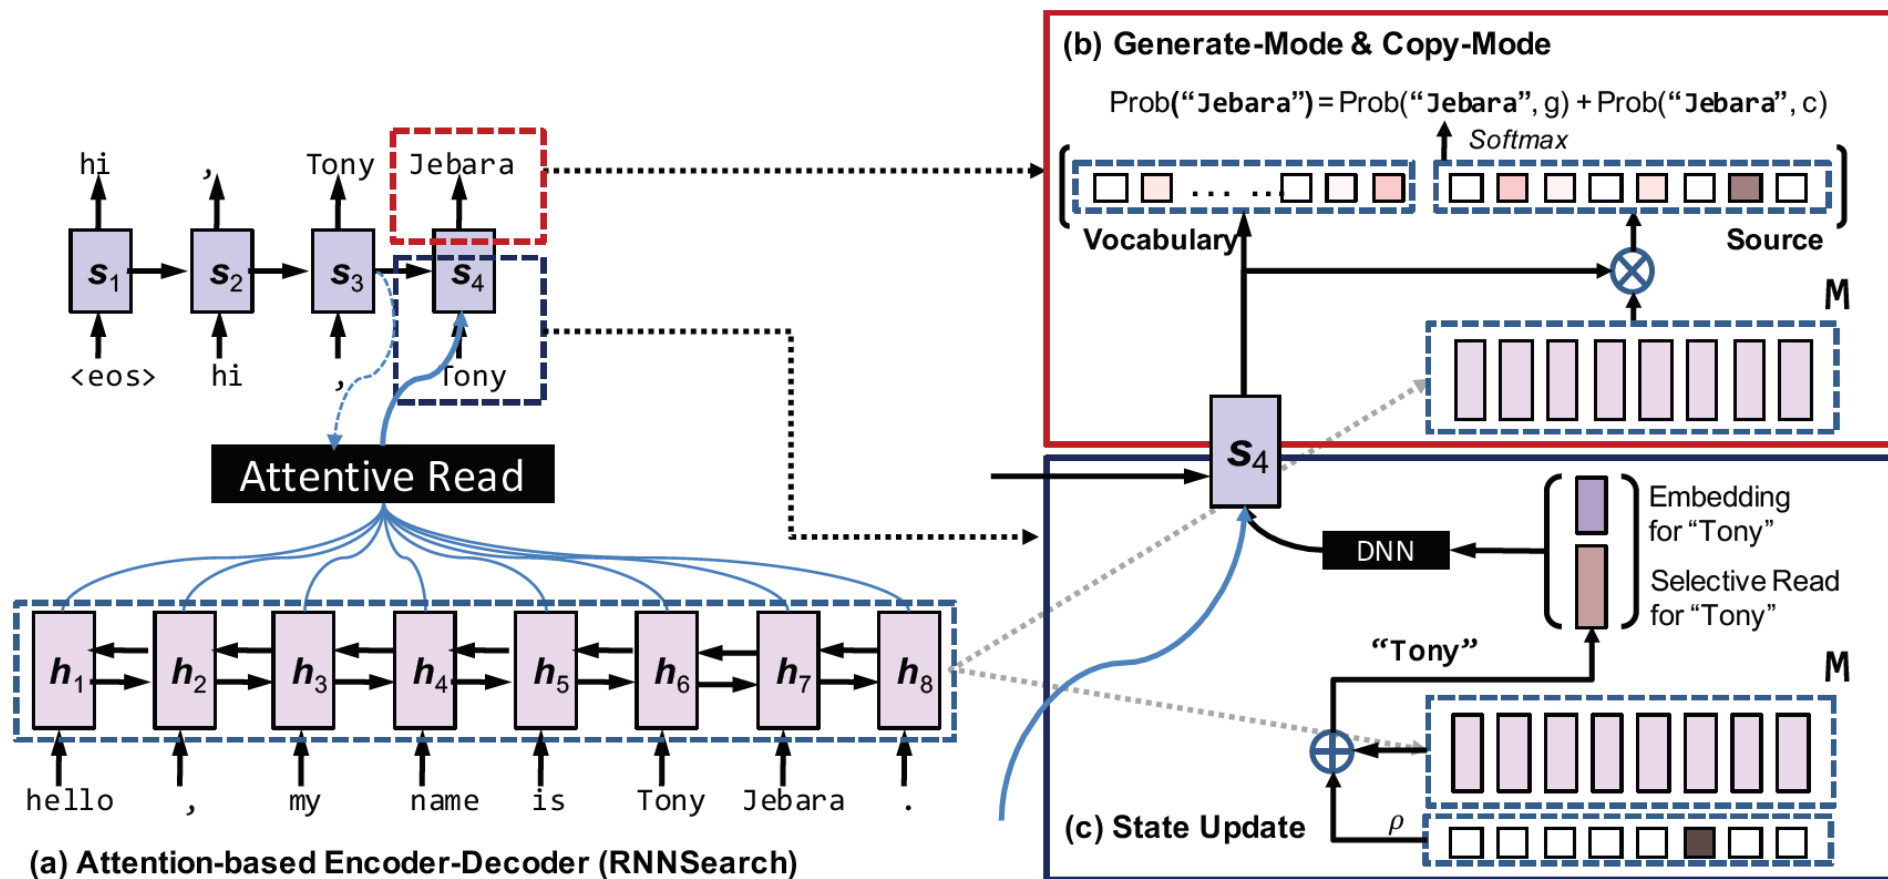 hi , Tony Jebara
s1 s2 s3 s4
<eos> hi , Tony
Attentive Read
h1 h2 h3 h4 h5 h6 h7 h8
hello , my name is Tony Jebara .
(a) Attention-based Encoder-Decoder (RNNSearch)
(b) Generate-Mode & Copy-Mode
Prob(“Jebara”) = Prob(“Jebara”, g) + Prob(“Jebara”, c)
Softmax
... ...
Vocabulary Source
M
s4
Embedding
for “Tony”
DNN
Selective Read
for “Tony”
“Tony”
M
ρ
(c) State Update